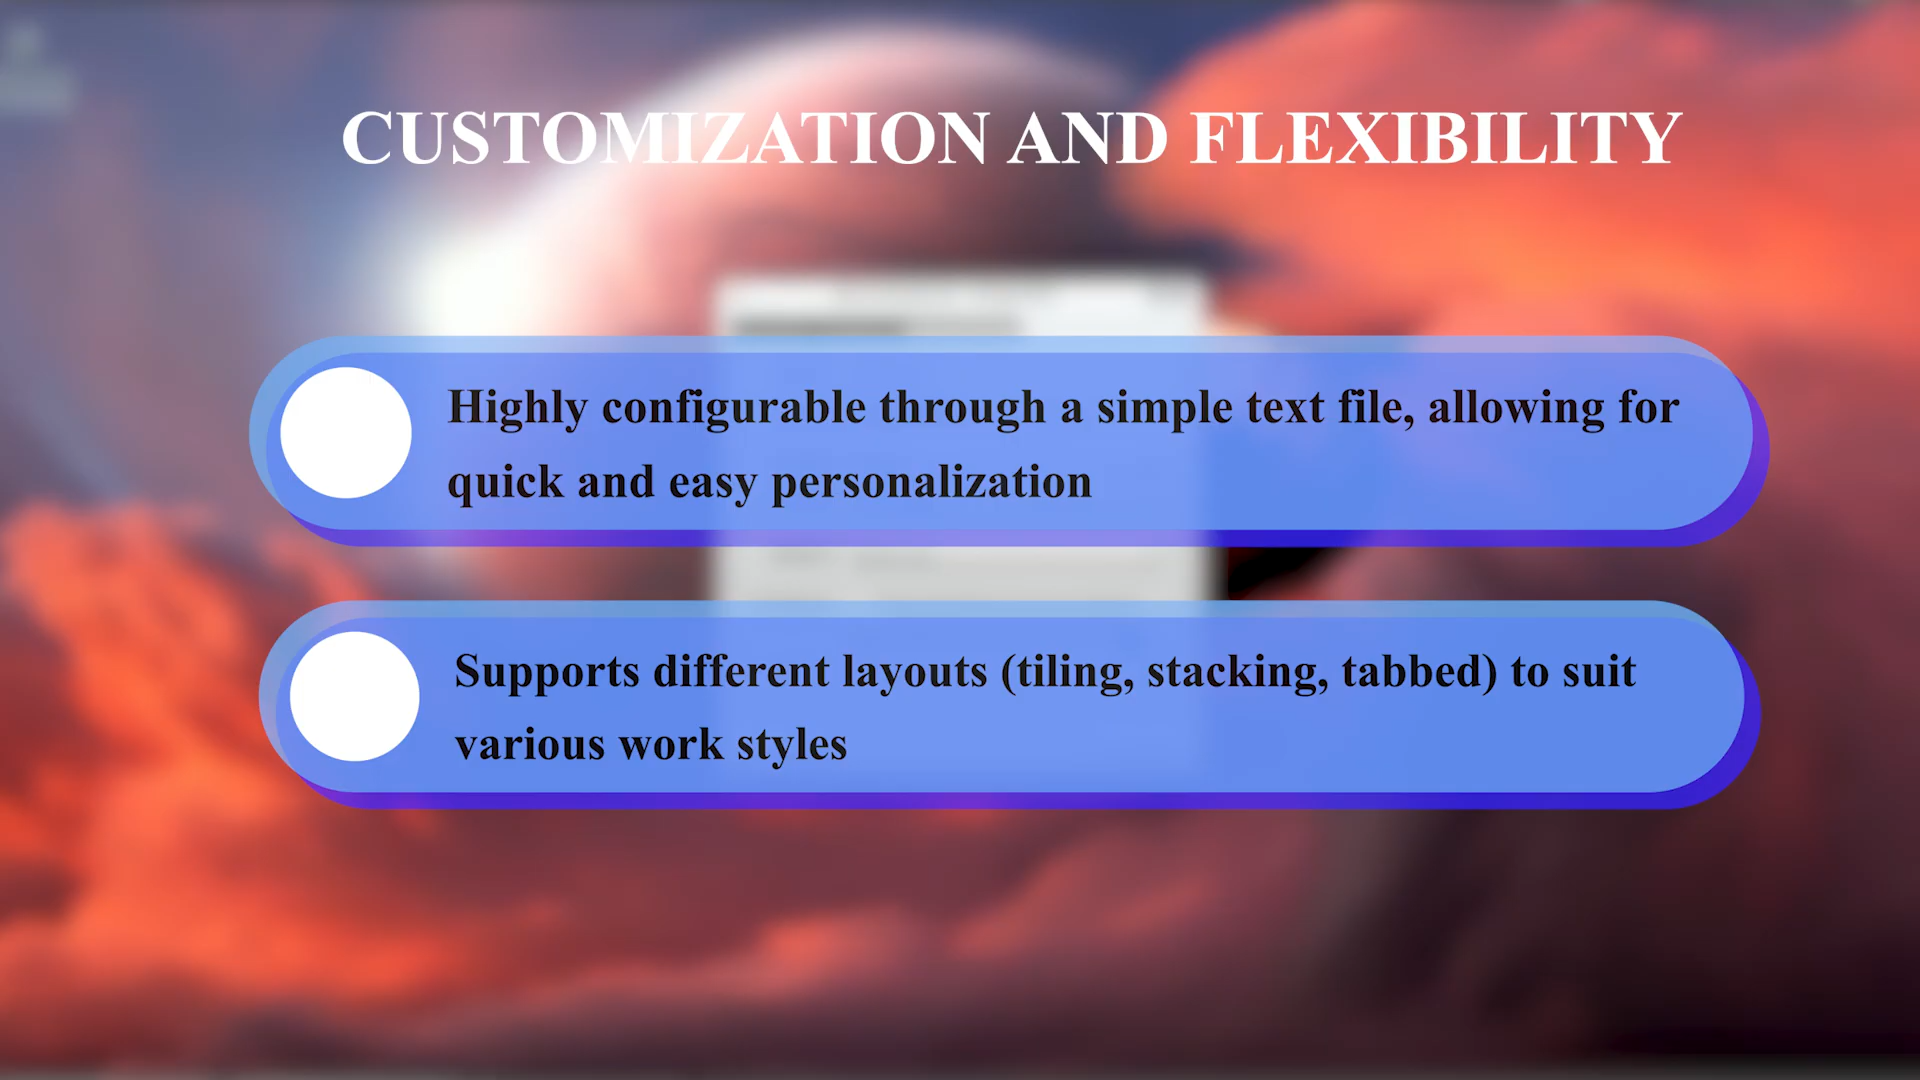 CUSTOMIZATION AND FLEXIBILITY
Highly configurable through a simple text file, allowing for
quick and easy personalization
Supports different layouts (tiling, stacking, tabbed) to suit
various work styles